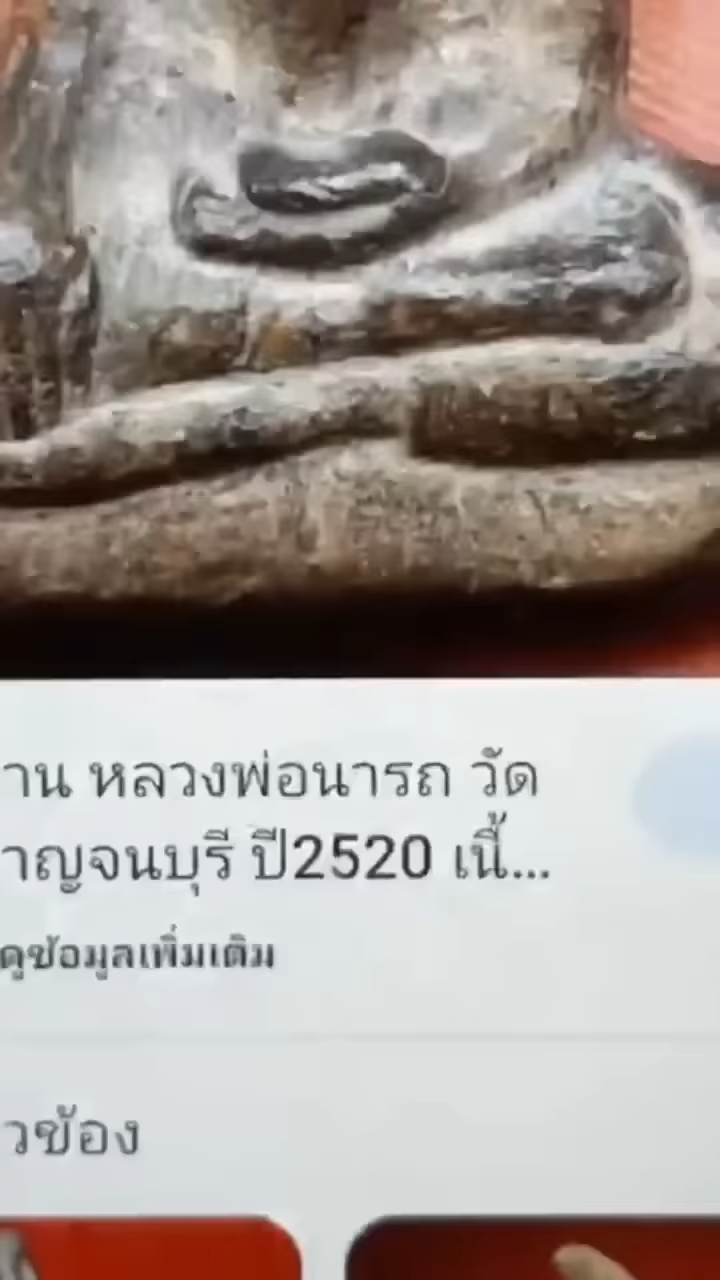 าน หลวงพ่อนารถ วัด
าญจนบุรี ปี2520 เนื้...
ดูข้อมูลเพิ่มเติม
วข้อง